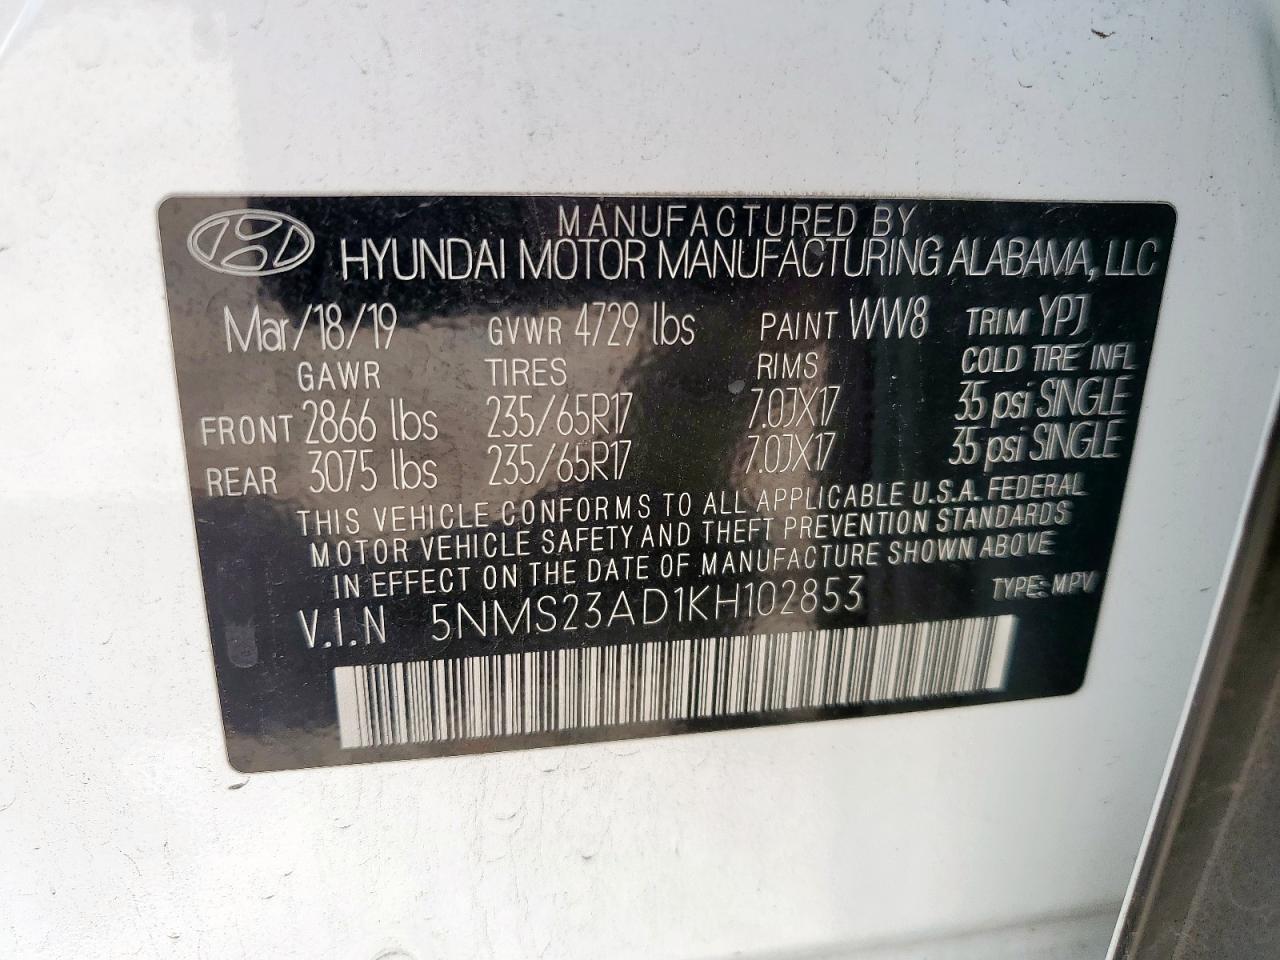 MANUFACTURED BY
HYUNDAI MOTOR MANUFACTURING ALABAMA, LLC
Mar/18/19 GVWR 4729 lbs PAINT WW8 TRIM YPJ
GAWR TIRES RIMS COLD TIRE INFL
FRONT 2866 lbs 235/65R17 7.0JX17 35 psi SINGLE
REAR 3075 lbs 235/65R17 7.0JX17 35 psi SINGLE
THIS VEHICLE CONFORMS TO ALL APPLICABLE U.S.A. FEDERAL
MOTOR VEHICLE SAFETY AND THEFT PREVENTION STANDARDS
IN EFFECT ON THE DATE OF MANUFACTURE SHOWN ABOVE
V.I.N 5NMS23AD1KH102853 TYPE: MPV